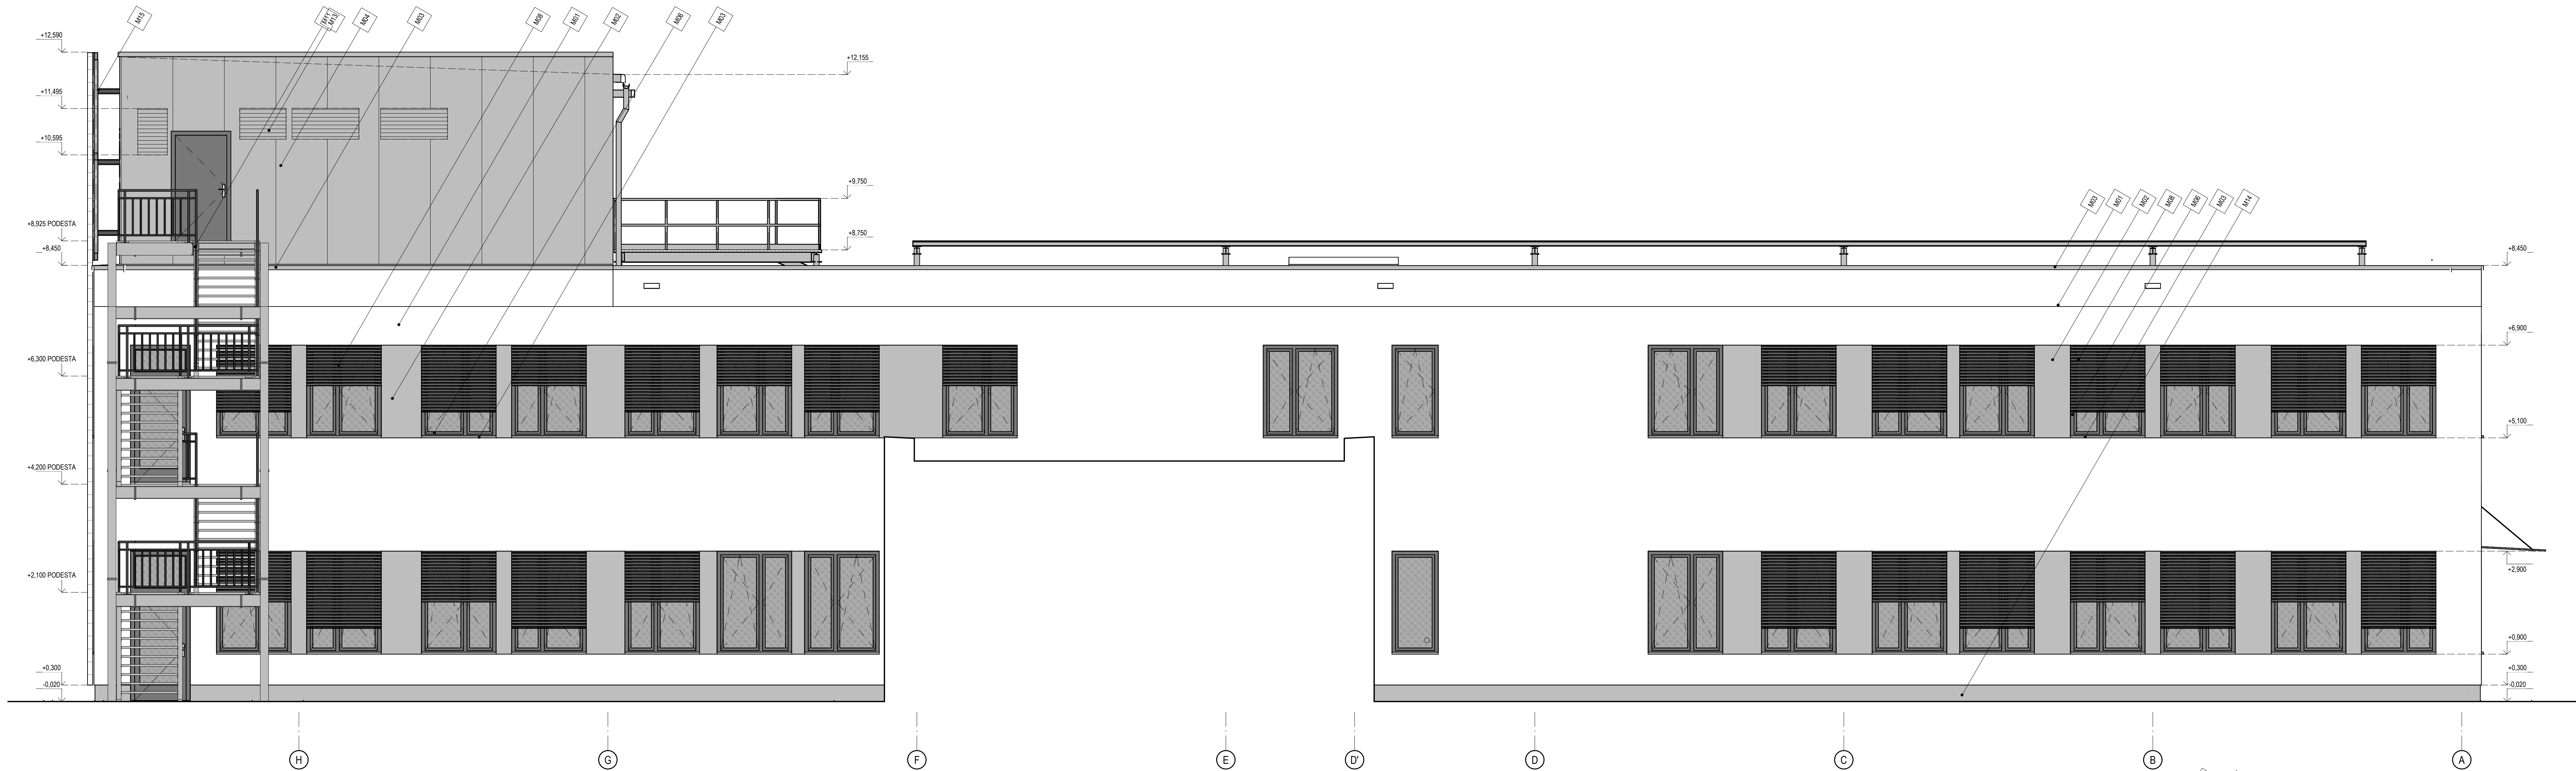 M15
M11
M13
M04
M03
M08
M01
M02
M06
M03
+12,590
+12,155
+11,495
+10,595
+9,750
+8,925 PODESTA
+8,750
+8,450
+8,450
M03
M01
M02
M08
M06
M03
M14
+6,900
+6,300 PODESTA
+5,100
+4,200 PODESTA
+2,900
+2,100 PODESTA
+0,900
+0,300
+0,300
-0,020
-0,020
H
G
F
E
D'
D
C
B
A